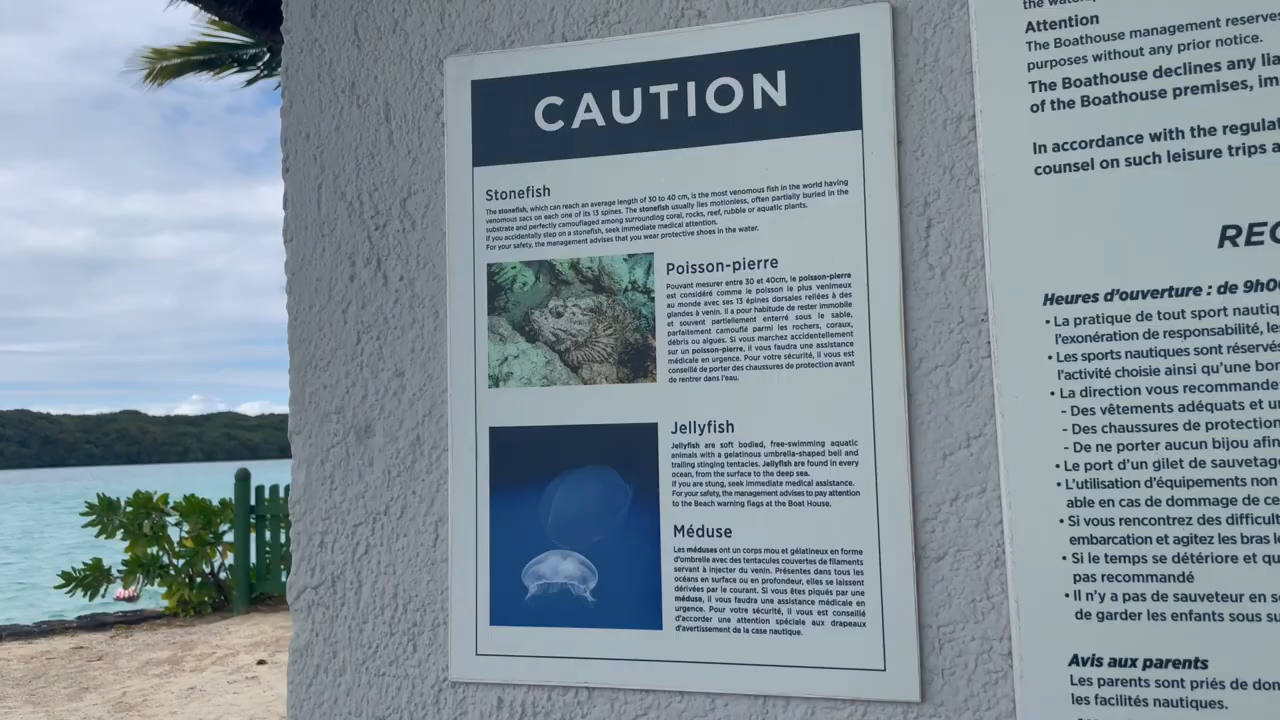 CAUTION
Stonefish
The stonefish, which can reach an average length of 30 to 40 cm, is the most venomous fish in the world having
venomous sacs on each one of its 13 spines. The stonefish usually lies motionless, often partially buried in the
substrate and perfectly camouflaged among surrounding coral, rocks, reef, rubble or aquatic plants.
If you accidentally step on a stonefish, seek immediate medical attention.
For your safety, the management advises that you wear protective shoes in the water.
Poisson-pierre
Pouvant mesurer entre 30 et 40cm, le poisson-pierre
est considéré comme le poisson le plus venimeux
au monde avec ses 13 épines dorsales reliées à des
glandes à venin. Il a pour habitude de rester immobile
et souvent partiellement enterré sous le sable,
parfaitement camouflé parmi les rochers, coraux,
débris ou algues. Si vous marchez accidentellement
sur un poisson-pierre, il vous faudra une assistance
médicale en urgence. Pour votre sécurité, il vous est
conseillé de porter des chaussures de protection avant
de rentrer dans l'eau.
Jellyfish
Jellyfish are soft bodied, free-swimming aquatic
animals with a gelatinous umbrella-shaped bell and
trailing stinging tentacles. Jellyfish are found in every
ocean, from the surface to the deep sea.
If you are stung, seek immediate medical assistance.
For your safety, the management advises to pay attention
to the Beach warning flags at the Boat House.
Méduse
Les méduses ont un corps mou et gélatineux en forme
d'ombrelle avec des tentacules couvertes de filaments
servant à injecter du venin. Présentes dans tous les
océans en surface ou en profondeur, elles se laissent
dérivées par le courant. Si vous êtes piqués par une
méduse, il vous faudra une assistance médicale en
urgence. Pour votre sécurité, il vous est conseillé
d'accorder une attention spéciale aux drapeaux
d'avertissement de la case nautique.
Attention
The Boathouse management reserves
purposes without any prior notice.
The Boathouse declines any lia
of the Boathouse premises, im
In accordance with the regulat
counsel on such leisure trips a
REC
Heures d'ouverture : de 9h00
• La pratique de tout sport nautiq
l'exonération de responsabilité, le
• Les sports nautiques sont réservés
l'activité choisie ainsi qu'une bon
• La direction vous recommande
- Des vêtements adéquats et un
- Des chaussures de protection
- De ne porter aucun bijou afin
• Le port d'un gilet de sauvetage
• L'utilisation d'équipements non
able en cas de dommage de ce
• Si vous rencontrez des difficult
embarcation et agitez les bras l
• Si le temps se détériore et qu
pas recommandé
• Il n'y a pas de sauveteur en s
de garder les enfants sous su
Avis aux parents
Les parents sont priés de don
les facilités nautiques.